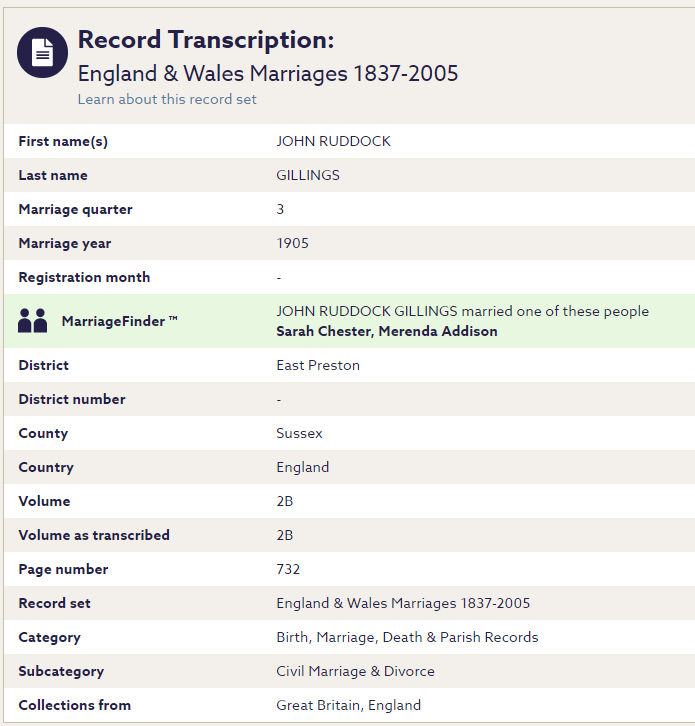 Record Transcription:
England & Wales Marriages 1837-2005
Learn about this record set
First name(s) JOHN RUDDOCK
Last name GILLINGS
Marriage quarter 3
Marriage year 1905
Registration month -
MarriageFinder ™ JOHN RUDDOCK GILLINGS married one of these people
Sarah Chester, Merenda Addison
District East Preston
District number -
County Sussex
Country England
Volume 2B
Volume as transcribed 2B
Page number 732
Record set England & Wales Marriages 1837-2005
Category Birth, Marriage, Death & Parish Records
Subcategory Civil Marriage & Divorce
Collections from Great Britain, England